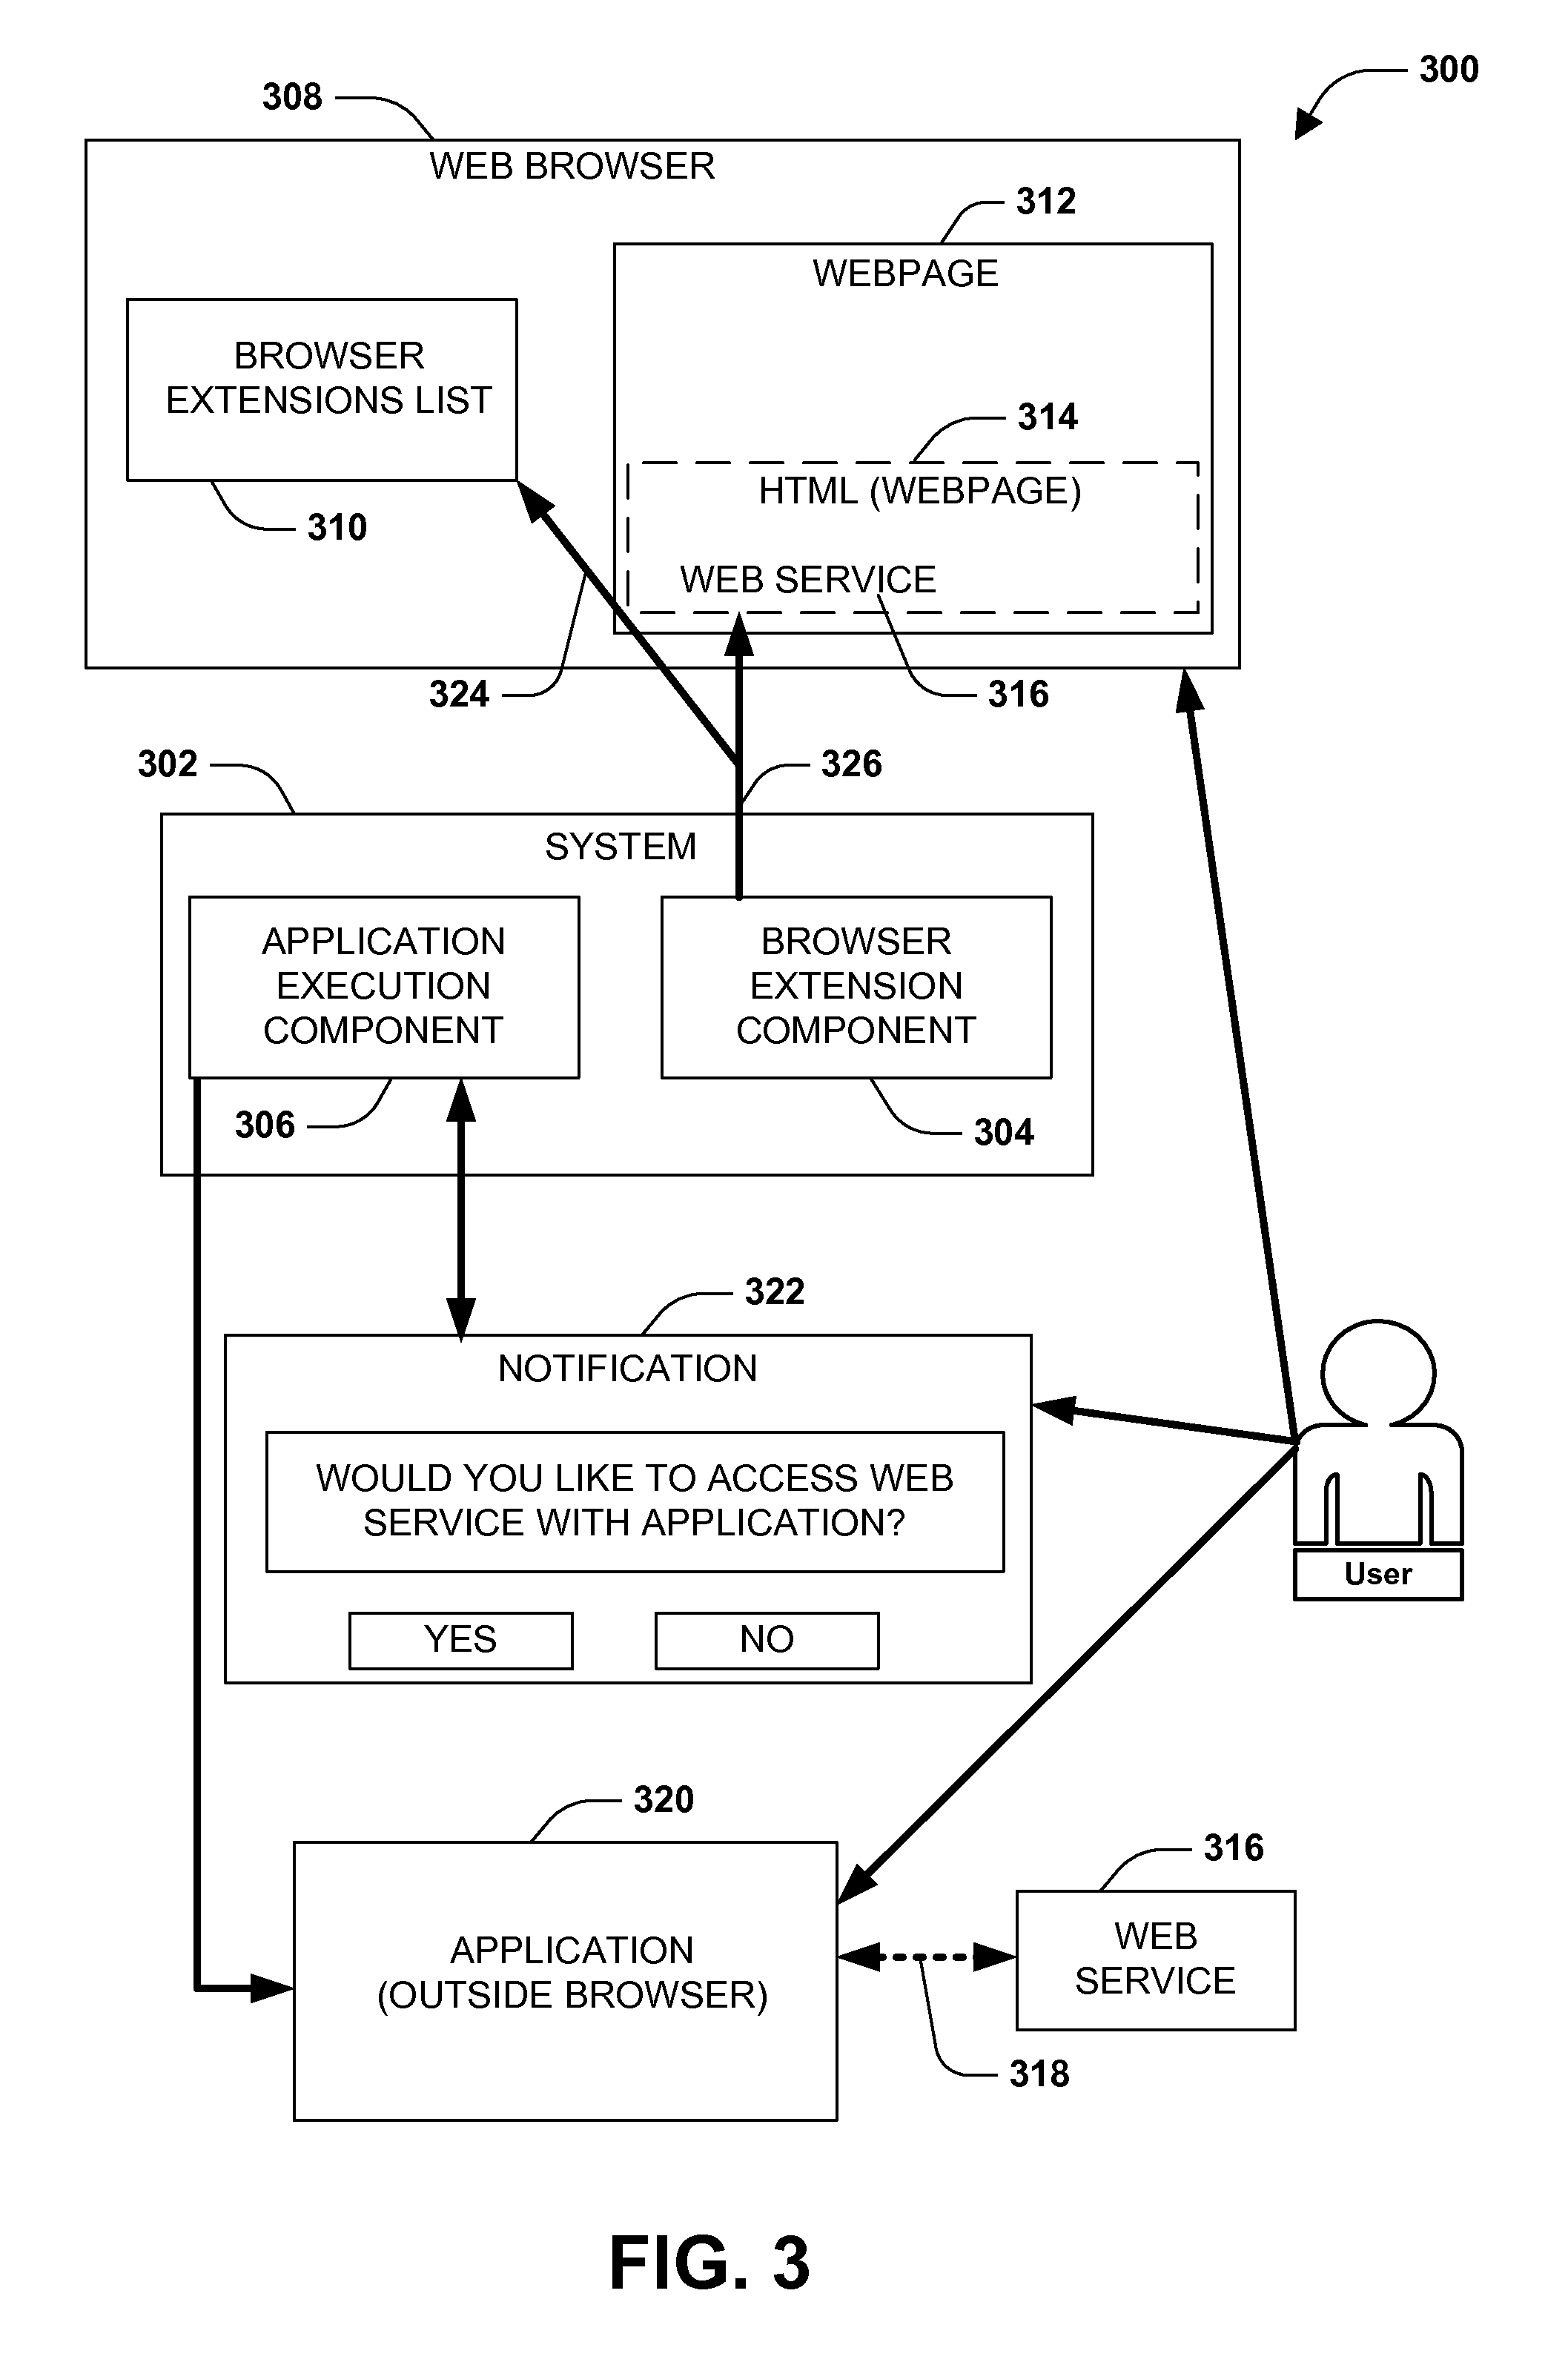 300
308
WEB BROWSER
312
WEBPAGE
BROWSER
EXTENSIONS LIST
314
HTML (WEBPAGE)
310
WEB SERVICE
324
316
302
326
SYSTEM
APPLICATION
EXECUTION
COMPONENT
BROWSER
EXTENSION
COMPONENT
306
304
322
NOTIFICATION
WOULD YOU LIKE TO ACCESS WEB
SERVICE WITH APPLICATION?
YES
NO
User
320
316
APPLICATION
(OUTSIDE BROWSER)
WEB
SERVICE
318
FIG. 3